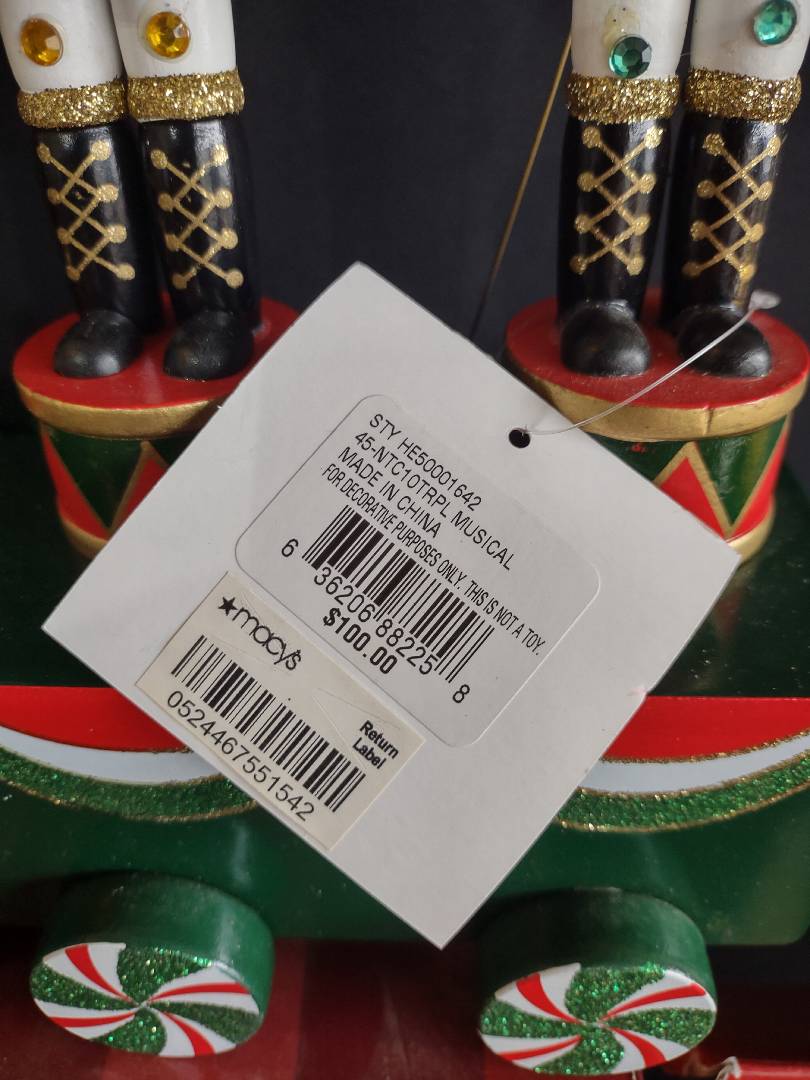 STY HE50001642
45-NTC10TRPL MUSICAL
MADE IN CHINA
FOR DECORATIVE PURPOSES ONLY. THIS IS NOT A TOY.
6 36206 88225 8
$100.00
★macy's
Return
Label
0524467551542